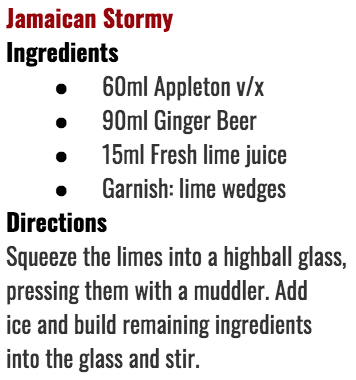 Jamaican Stormy
Ingredients
● 60ml Appleton v/x
● 90ml Ginger Beer
● 15ml Fresh lime juice
● Garnish: lime wedges
Directions
Squeeze the limes into a highball glass,
pressing them with a muddler. Add
ice and build remaining ingredients
into the glass and stir.